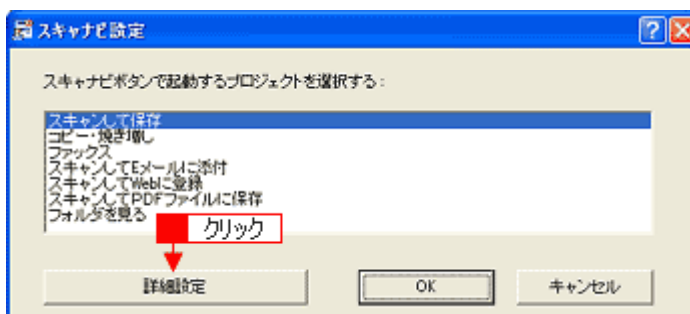 スキャナビ設定
スキャナビボタンで起動するプロジェクトを選択する:
スキャンして保存
コピー・焼き増し
ファックス
スキャンしてEメールに添付
スキャンしてWebに登録
スキャンしてPDFファイルに保存
フォルダを見る
クリック
詳細設定 OK キャンセル